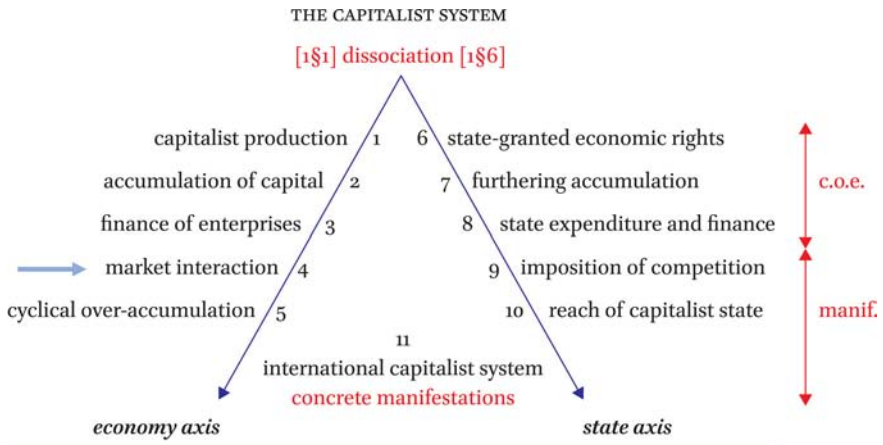 THE CAPITALIST SYSTEM
[1§1] dissociation [1§6]
capitalist production 1 6 state-granted economic rights
accumulation of capital 2 7 furthering accumulation
c.o.e.
finance of enterprises 3 8 state expenditure and finance
market interaction 4 9 imposition of competition
cyclical over-accumulation 5 10 reach of capitalist state manif.
11
international capitalist system
concrete manifestations
economy axis state axis